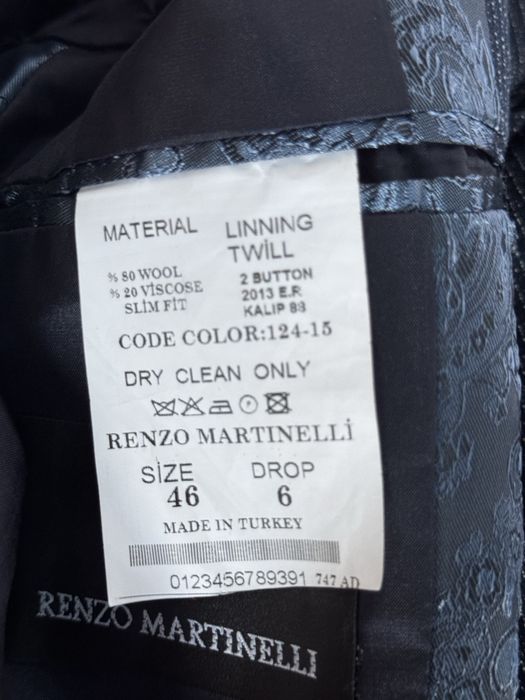 MATERIAL LINNING
TWİLL
% 80 WOOL 2 BUTTON
% 20 VİSCOSE 2013 E.R
SLİM FİT KALIP 88
CODE COLOR:124-15
DRY CLEAN ONLY
RENZO MARTINELLİ
SİZE DROP
46 6
MADE IN TURKEY
0123456789391 747 AD
RENZO MARTINELLI